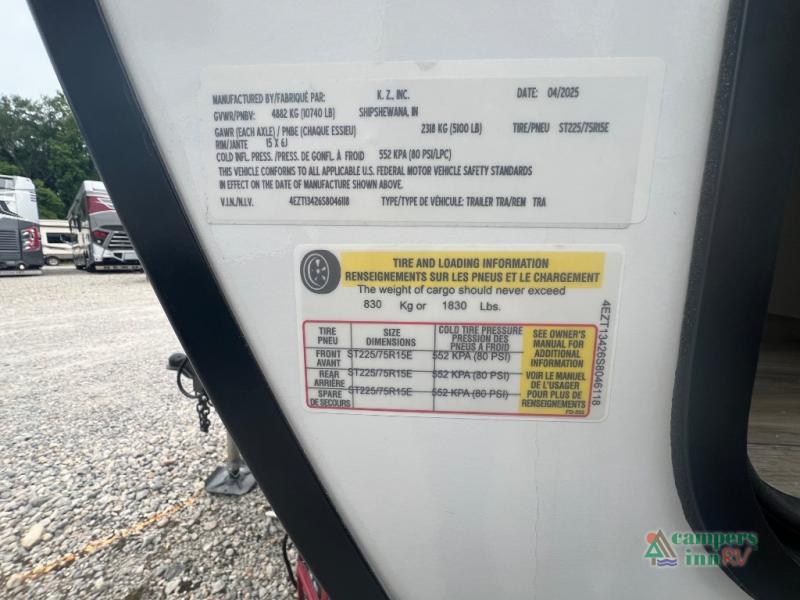 MANUFACTURED BY/FABRIQUÉ PAR: K. Z., INC. DATE: 04/2025
GVWR/PNBV: 4882 KG (10740 LB) SHIPSHEWANA, IN
GAWR (EACH AXLE) / PNBE (CHAQUE ESSIEU) 2318 KG (5100 LB) TIRE/PNEU ST225/75R15E
RIM/JANTE 15 X 6J
COLD INFL. PRESS. /PRESS. DE GONFL. À FROID 552 KPA (80 PSI/LPC)
THIS VEHICLE CONFORMS TO ALL APPLICABLE U.S. FEDERAL MOTOR VEHICLE SAFETY STANDARDS
IN EFFECT ON THE DATE OF MANUFACTURE SHOWN ABOVE.
V.I.N./N.I.V. 4EZT13426S8046118 TYPE/TYPE DE VÉHICULE: TRAILER TRA/REM TRA
TIRE AND LOADING INFORMATION
RENSEIGNEMENTS SUR LES PNEUS ET LE CHARGEMENT
The weight of cargo should never exceed
830 Kg or 1830 Lbs.
TIRE PNEU
SIZE DIMENSIONS
COLD TIRE PRESSURE
PRESSION DES PNEUS A FROID
FRONT AVANT ST225/75R15E 552 KPA (80 PSI)
REAR ARRIÈRE ST225/75R15E 552 KPA (80 PSI)
SPARE DE SECOURS ST225/75R15E 552 KPA (80 PSI)
SEE OWNER'S
MANUAL FOR
ADDITIONAL
INFORMATION
VOIR LE MANUEL
DE L'USAGER
POUR PLUS DE
RENSEIGNEMENTS
4EZT13426S8046118
campers
inn RV